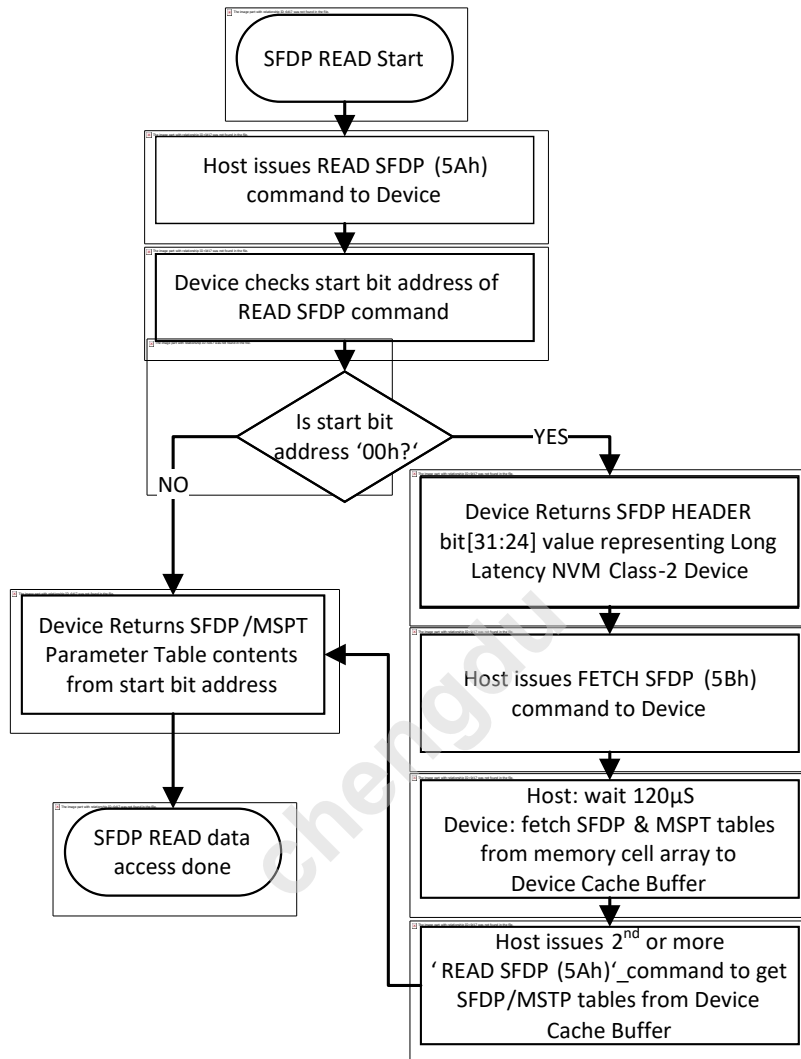 SFDP READ Start
Host issues READ SFDP (5Ah)
command to Device
Device checks start bit address of
READ SFDP command
Is start bit
address ‘00h?‘
YES
NO
Device Returns SFDP HEADER
bit[31:24] value representing Long
Latency NVM Class-2 Device
Device Returns SFDP/MSPT
Parameter Table contents
from start bit address
Host issues FETCH SFDP (5Bh)
command to Device
Host: wait 120µS
Device: fetch SFDP & MSPT tables
from memory cell array to
Device Cache Buffer
SFDP READ data
access done
Host issues 2nd or more
‘ READ SFDP (5Ah)‘_command to get
SFDP/MSTP tables from Device
Cache Buffer
chengdu